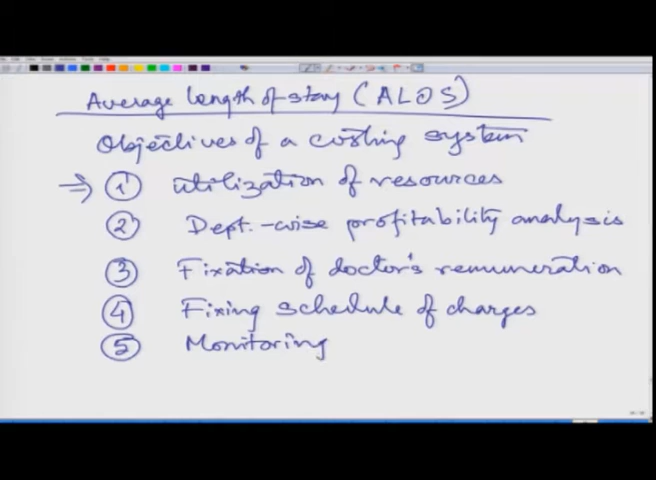 Average length of stay (ALOS)
Objectives of a costing system
⇒ ① utilization of resources
② Dept.-wise profitability analysis
③ Fixation of doctor's remuneration
④ Fixing schedule of charges
⑤ Monitoring